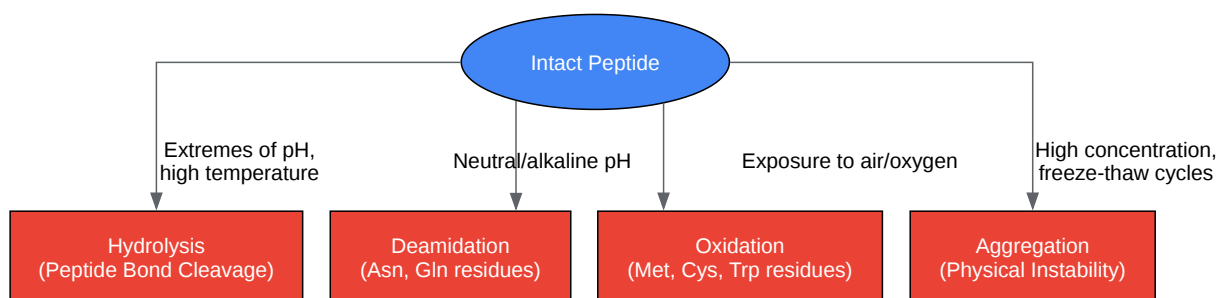 Intact Peptide
Extremes of pH,
high temperature
Neutral/alkaline pH
Exposure to air/oxygen
High concentration,
freeze-thaw cycles
Hydrolysis
(Peptide Bond Cleavage)
Deamidation
(Asn, Gln residues)
Oxidation
(Met, Cys, Trp residues)
Aggregation
(Physical Instability)